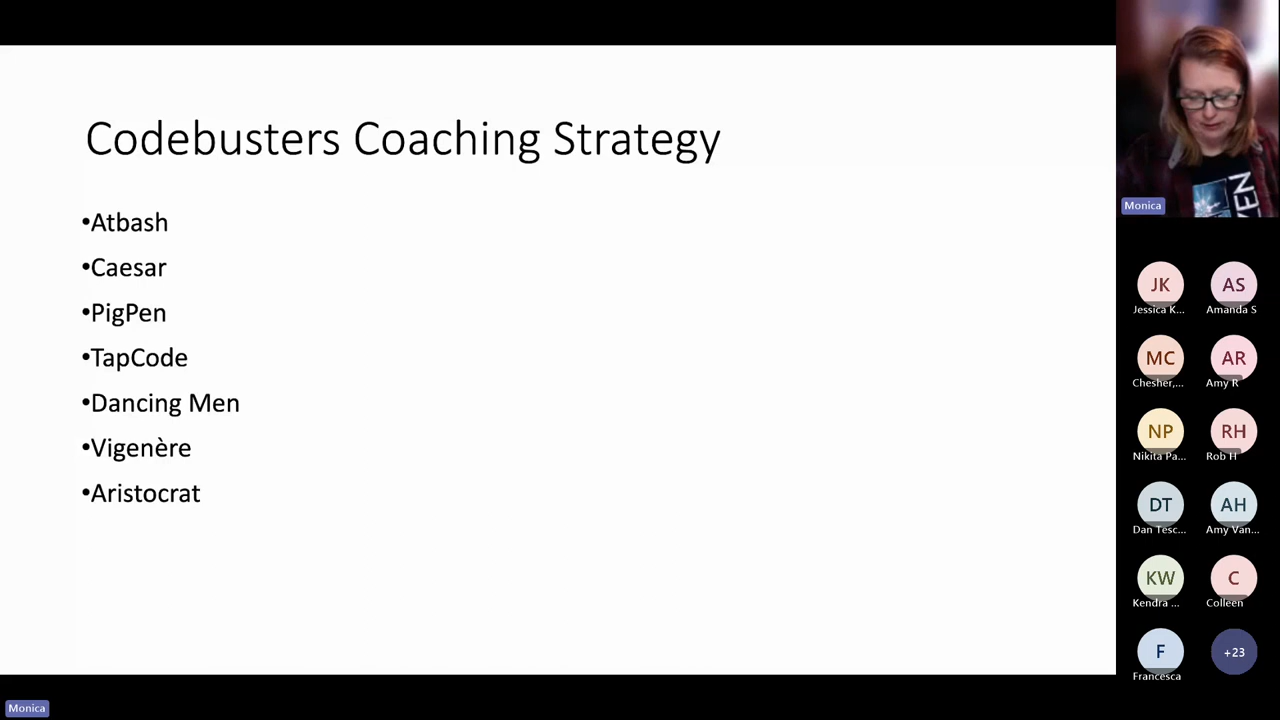 Codebusters Coaching Strategy
•Atbash
•Caesar
•PigPen
•TapCode
•Dancing Men
•Vigenère
•Aristocrat
Monica
JK
AS
Jessica K...
Amanda S
MC
AR
Chesher,...
Amy R
NP
RH
Nikita Pa...
Rob H
DT
AH
Dan Tesc...
Amy Van...
KW
C
Kendra ...
Colleen
F
+23
Francesca
Monica